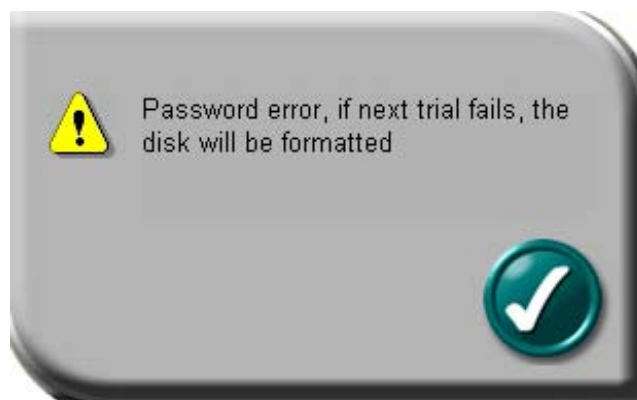 Password error, if next trial fails, the
disk will be formatted